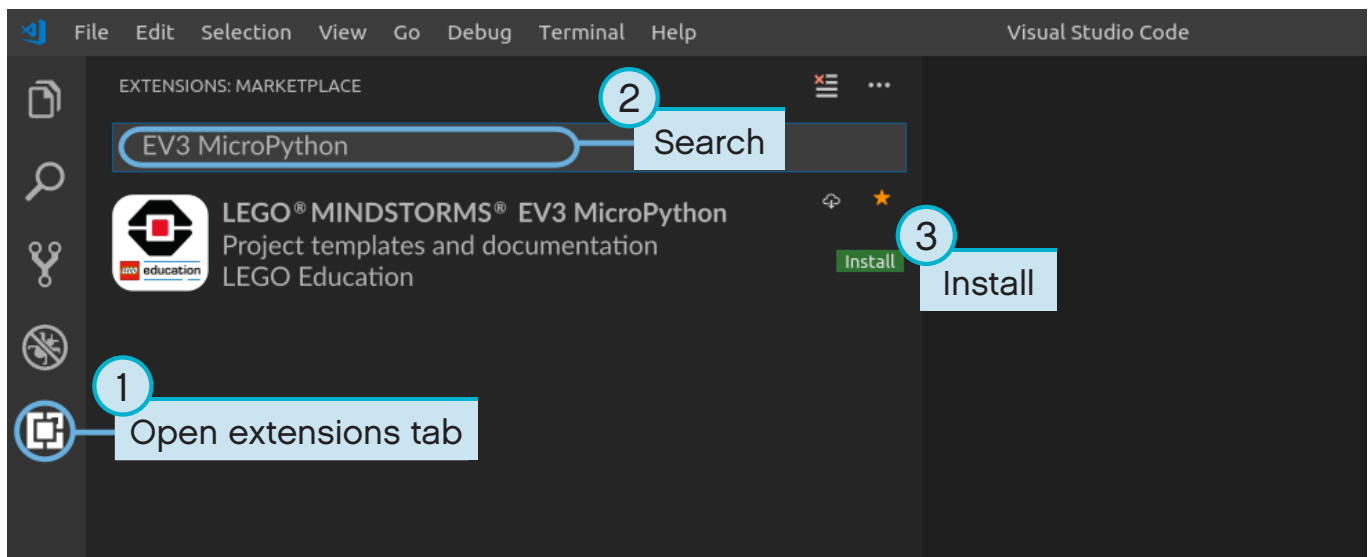 File Edit Selection View Go Debug Terminal Help Visual Studio Code
EXTENSIONS: MARKETPLACE
2
Search
EV3 MicroPython
LEGO® MINDSTORMS® EV3 MicroPython
Project templates and documentation
LEGO Education
LEGO education
Install
3
Install
1
Open extensions tab